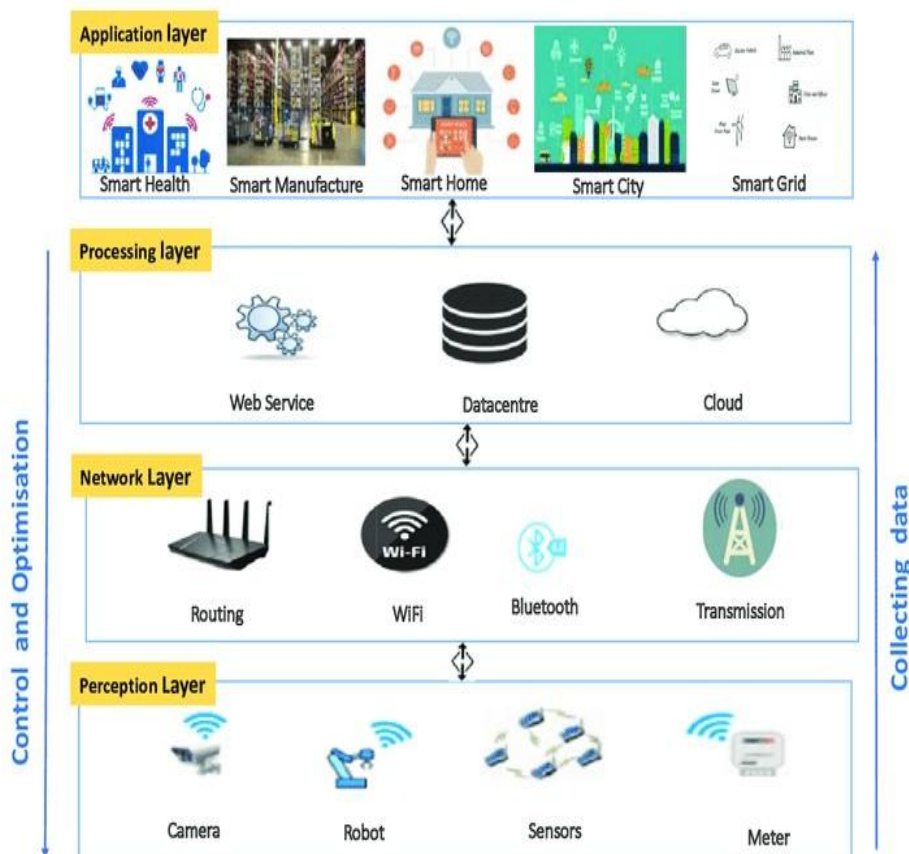 Application layer
Smart Health
Smart Manufacture
Smart Home
Smart City
Smart Grid
Processing layer
Web Service
Datacentre
Cloud
Control and Optimisation
Collecting data
Network Layer
Wi-Fi
Routing
WiFi
Bluetooth
Transmission
Perception Layer
Camera
Robot
Sensors
Meter